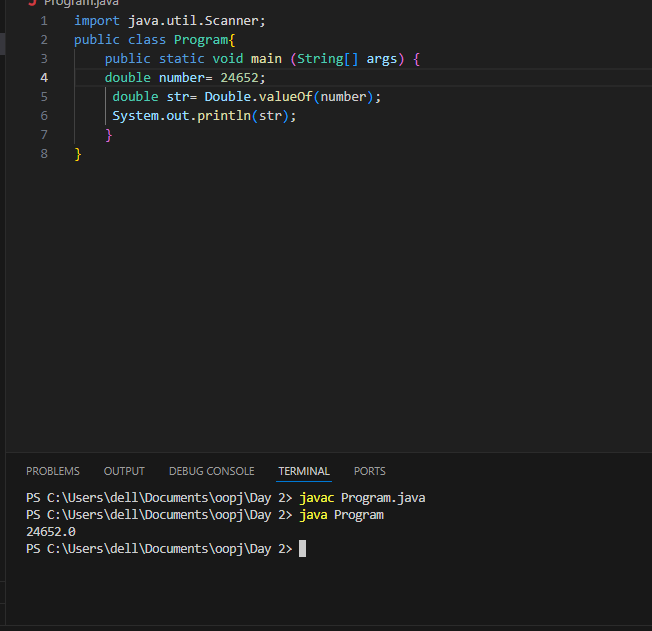 Program.java
1 import java.util.Scanner;
2 public class Program{
3     public static void main (String[] args) {
4     double number= 24652;
5      double str= Double.valueOf(number);
6      System.out.println(str);
7     }
8 }
PROBLEMS OUTPUT DEBUG CONSOLE TERMINAL PORTS
PS C:\Users\dell\Documents\oopj\Day 2> javac Program.java
PS C:\Users\dell\Documents\oopj\Day 2> java Program
24652.0
PS C:\Users\dell\Documents\oopj\Day 2>